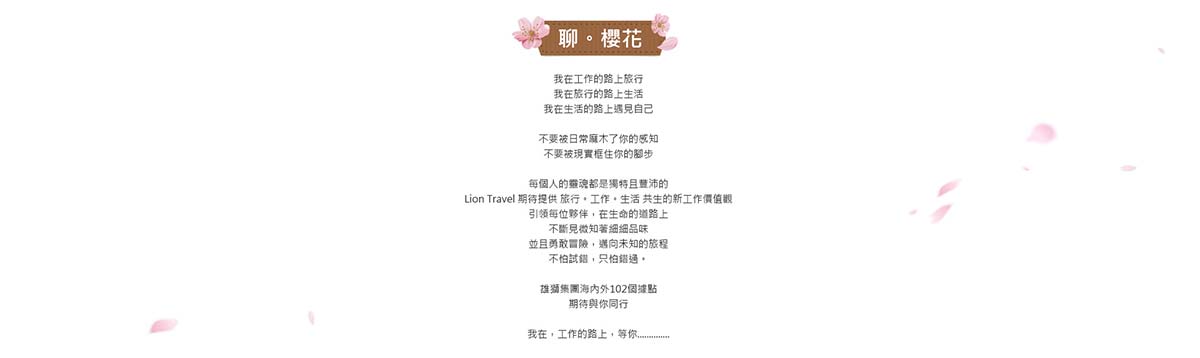 聊。櫻花
我在工作的路上旅行
我在旅行的路上生活
我在生活的路上遇見自己
不要被日常麻木了你的感知
不要被現實框住你的腳步
每個人的靈魂都是獨特且豐沛的
Lion Travel 期待提供 旅行。工作。生活 共生的新工作價值觀
引領每位夥伴，在生命的道路上
不斷見微知著細細品味
並且勇敢冒險，邁向未知的旅程
不怕試錯，只怕錯過。
雄獅集團海內外102個據點
期待與你同行
我在，工作的路上，等你..............